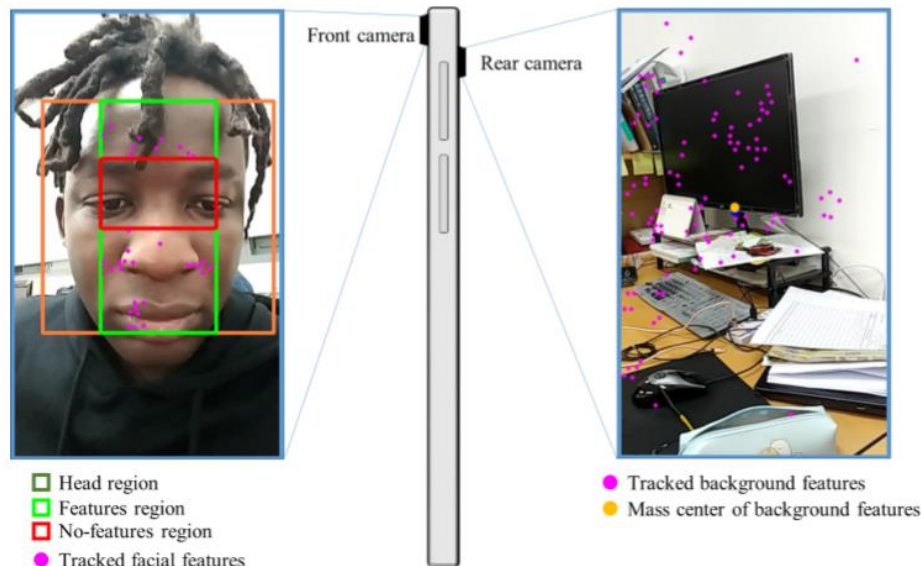 Front camera
Rear camera
Head region
Features region
No-features region
Tracked facial features
Tracked background features
Mass center of background features